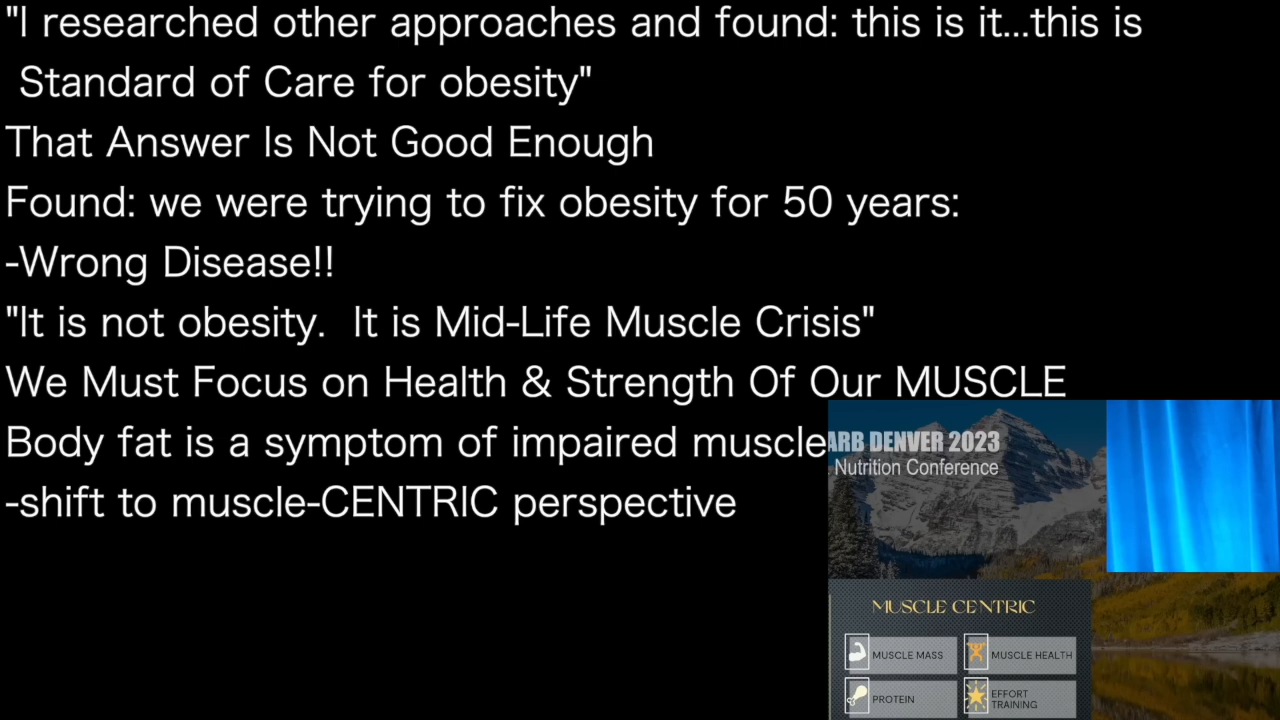 "I researched other approaches and found: this is it...this is
Standard of Care for obesity"
That Answer Is Not Good Enough
Found: we were trying to fix obesity for 50 years:
-Wrong Disease!!
"It is not obesity.  It is Mid-Life Muscle Crisis"
We Must Focus on Health & Strength Of Our MUSCLE
Body fat is a symptom of impaired muscle
-shift to muscle-CENTRIC perspective
ARB DENVER 2023
Nutrition Conference
MUSCLE CENTRIC
MUSCLE MASS
MUSCLE HEALTH
PROTEIN
EFFORT
TRAINING